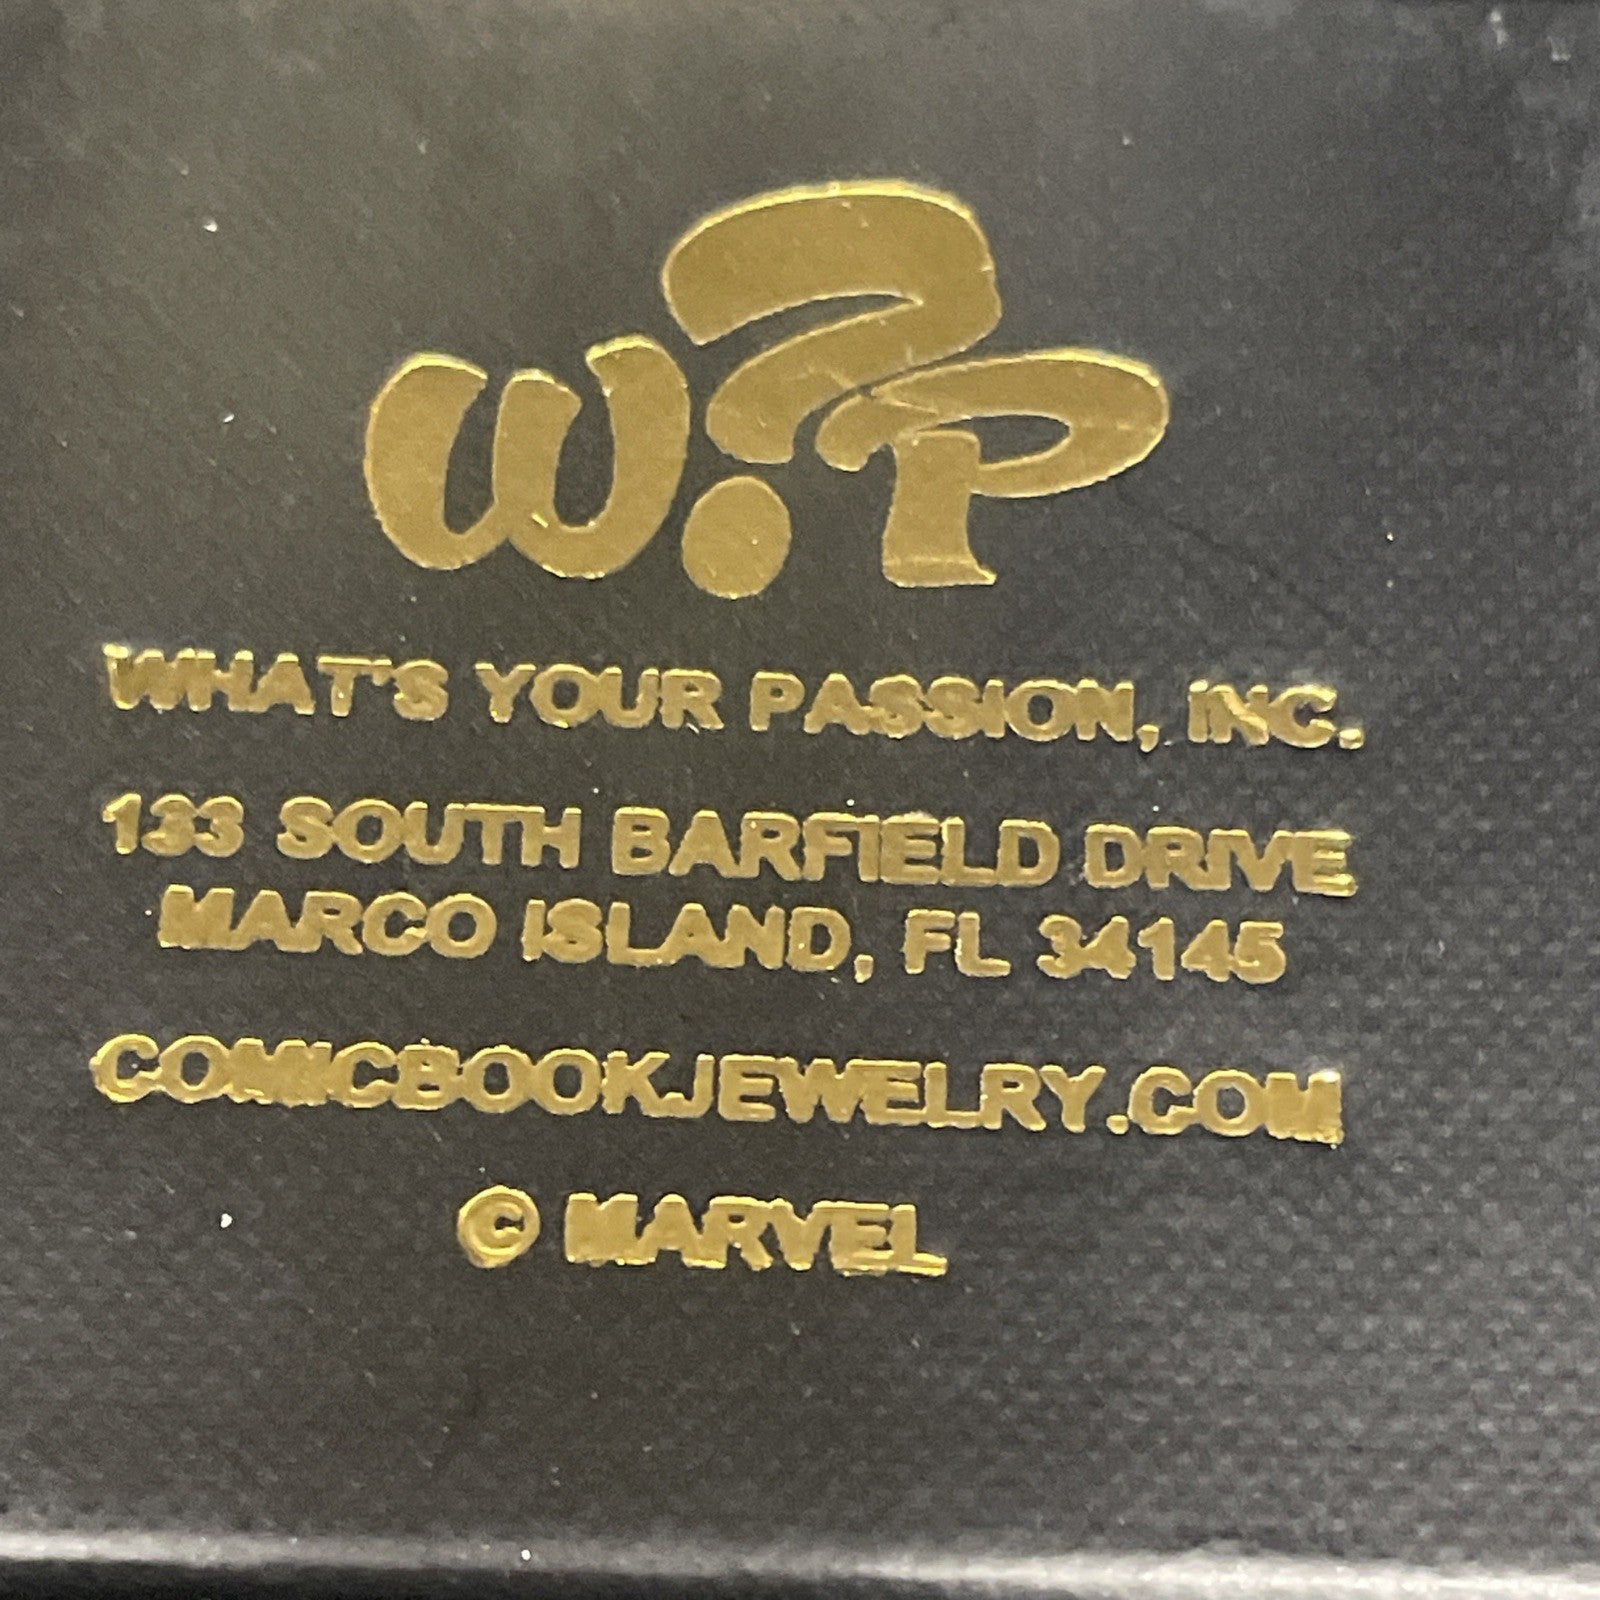 W?P
WHAT'S YOUR PASSION, INC.
133 SOUTH BARFIELD DRIVE
MARCO ISLAND, FL 34145
COMICBOOKJEWELRY.COM
© MARVEL